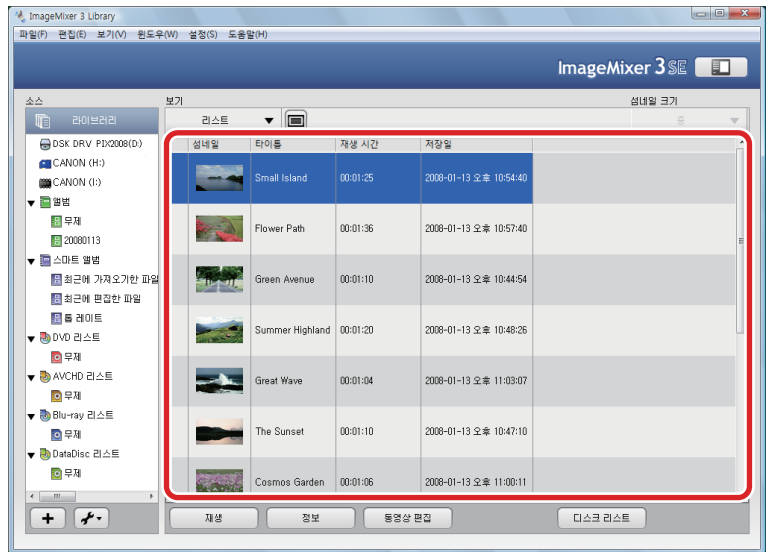 ImageMixer 3 Library
파일(F) 편집(E) 보기(V) 윈도우(W) 설정(S) 도움말(H)
ImageMixer 3 SE
소스
보기
섬네일 크기
라이브러리
리스트
중
DSK DRV PIX2008(D:)
CANON (H:)
CANON (I:)
앨범
무제
20080113
스마트 앨범
최근에 가져오기한 파일
최근에 편집한 파일
톱 레이트
DVD 리스트
무제
AVCHD 리스트
무제
Blu-ray 리스트
무제
DataDisc 리스트
무제
섬네일 타이틀 재생 시간 저장일
Small Island 00:01:25 2008-01-13 오후 10:54:40
Flower Path 00:01:36 2008-01-13 오후 10:57:40
Green Avenue 00:01:10 2008-01-13 오후 10:44:54
Summer Highland 00:01:20 2008-01-13 오후 10:48:26
Great Wave 00:01:04 2008-01-13 오후 11:03:07
The Sunset 00:01:10 2008-01-13 오후 10:47:10
Cosmos Garden 00:01:06 2008-01-13 오후 11:00:11
재생 정보 동영상 편집 디스크 리스트